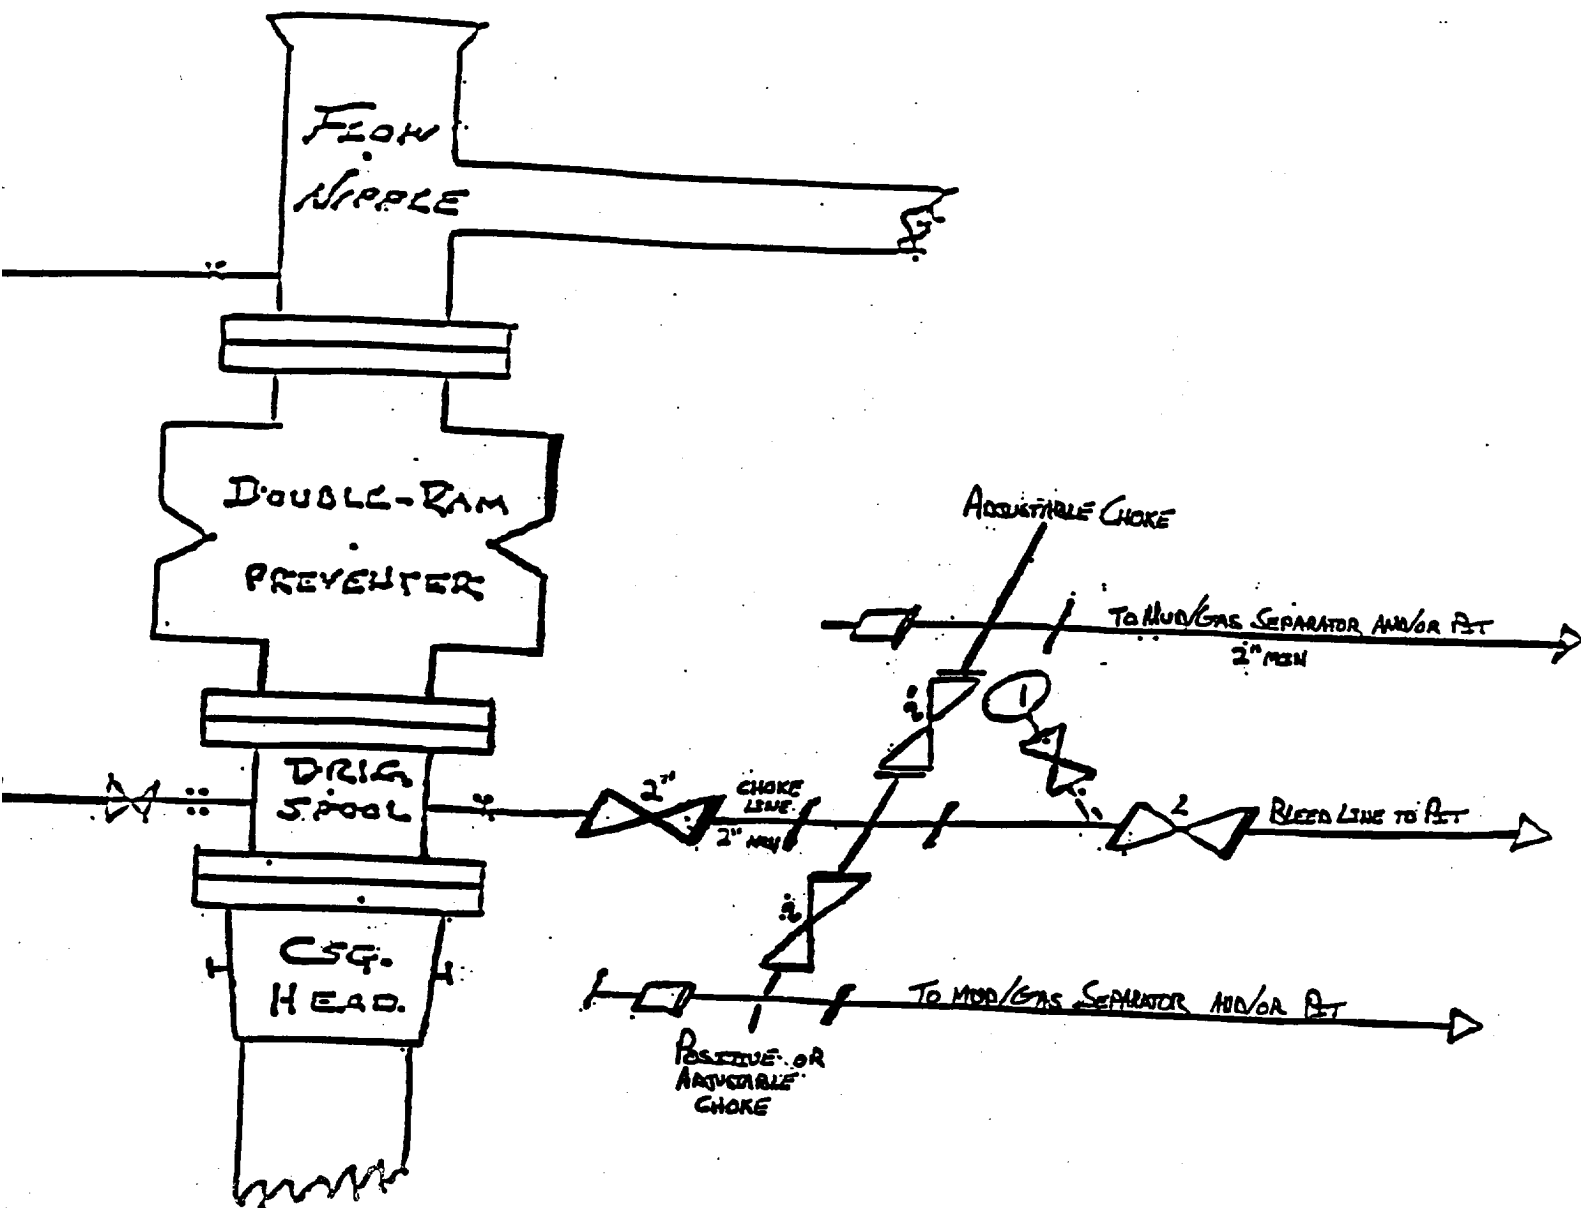 FLOW
NIPPLE
DOUBLE-RAM
PREVENTER
ADJUSTABLE CHOKE
TO MUD/GAS SEPARATOR AND/OR PIT
2" MIN
1
DRLG
SPOOL
2"
CHOKE
LINE
2" MIN
2
BLEED LINE TO PIT
CSG.
HEAD.
TO MUD/GAS SEPARATOR AND/OR PIT
POSITIVE OR
ADJUSTABLE
CHOKE